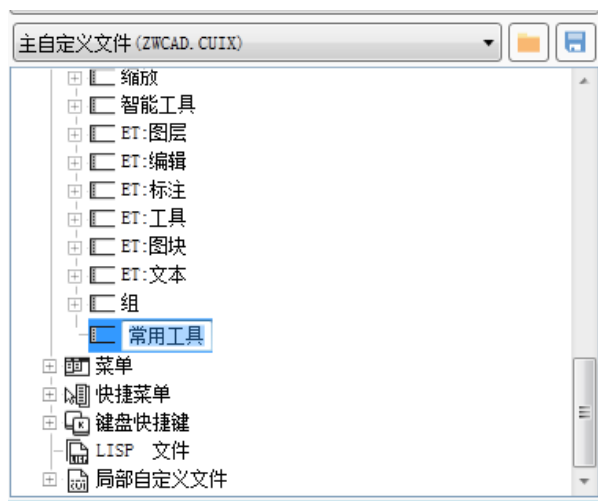 主自定义文件(ZWCAD.CUIX)
缩放
智能工具
ET:图层
ET:编辑
ET:标注
ET:工具
ET:图块
ET:文本
组
常用工具
菜单
快捷菜单
键盘快捷键
LISP 文件
局部自定义文件